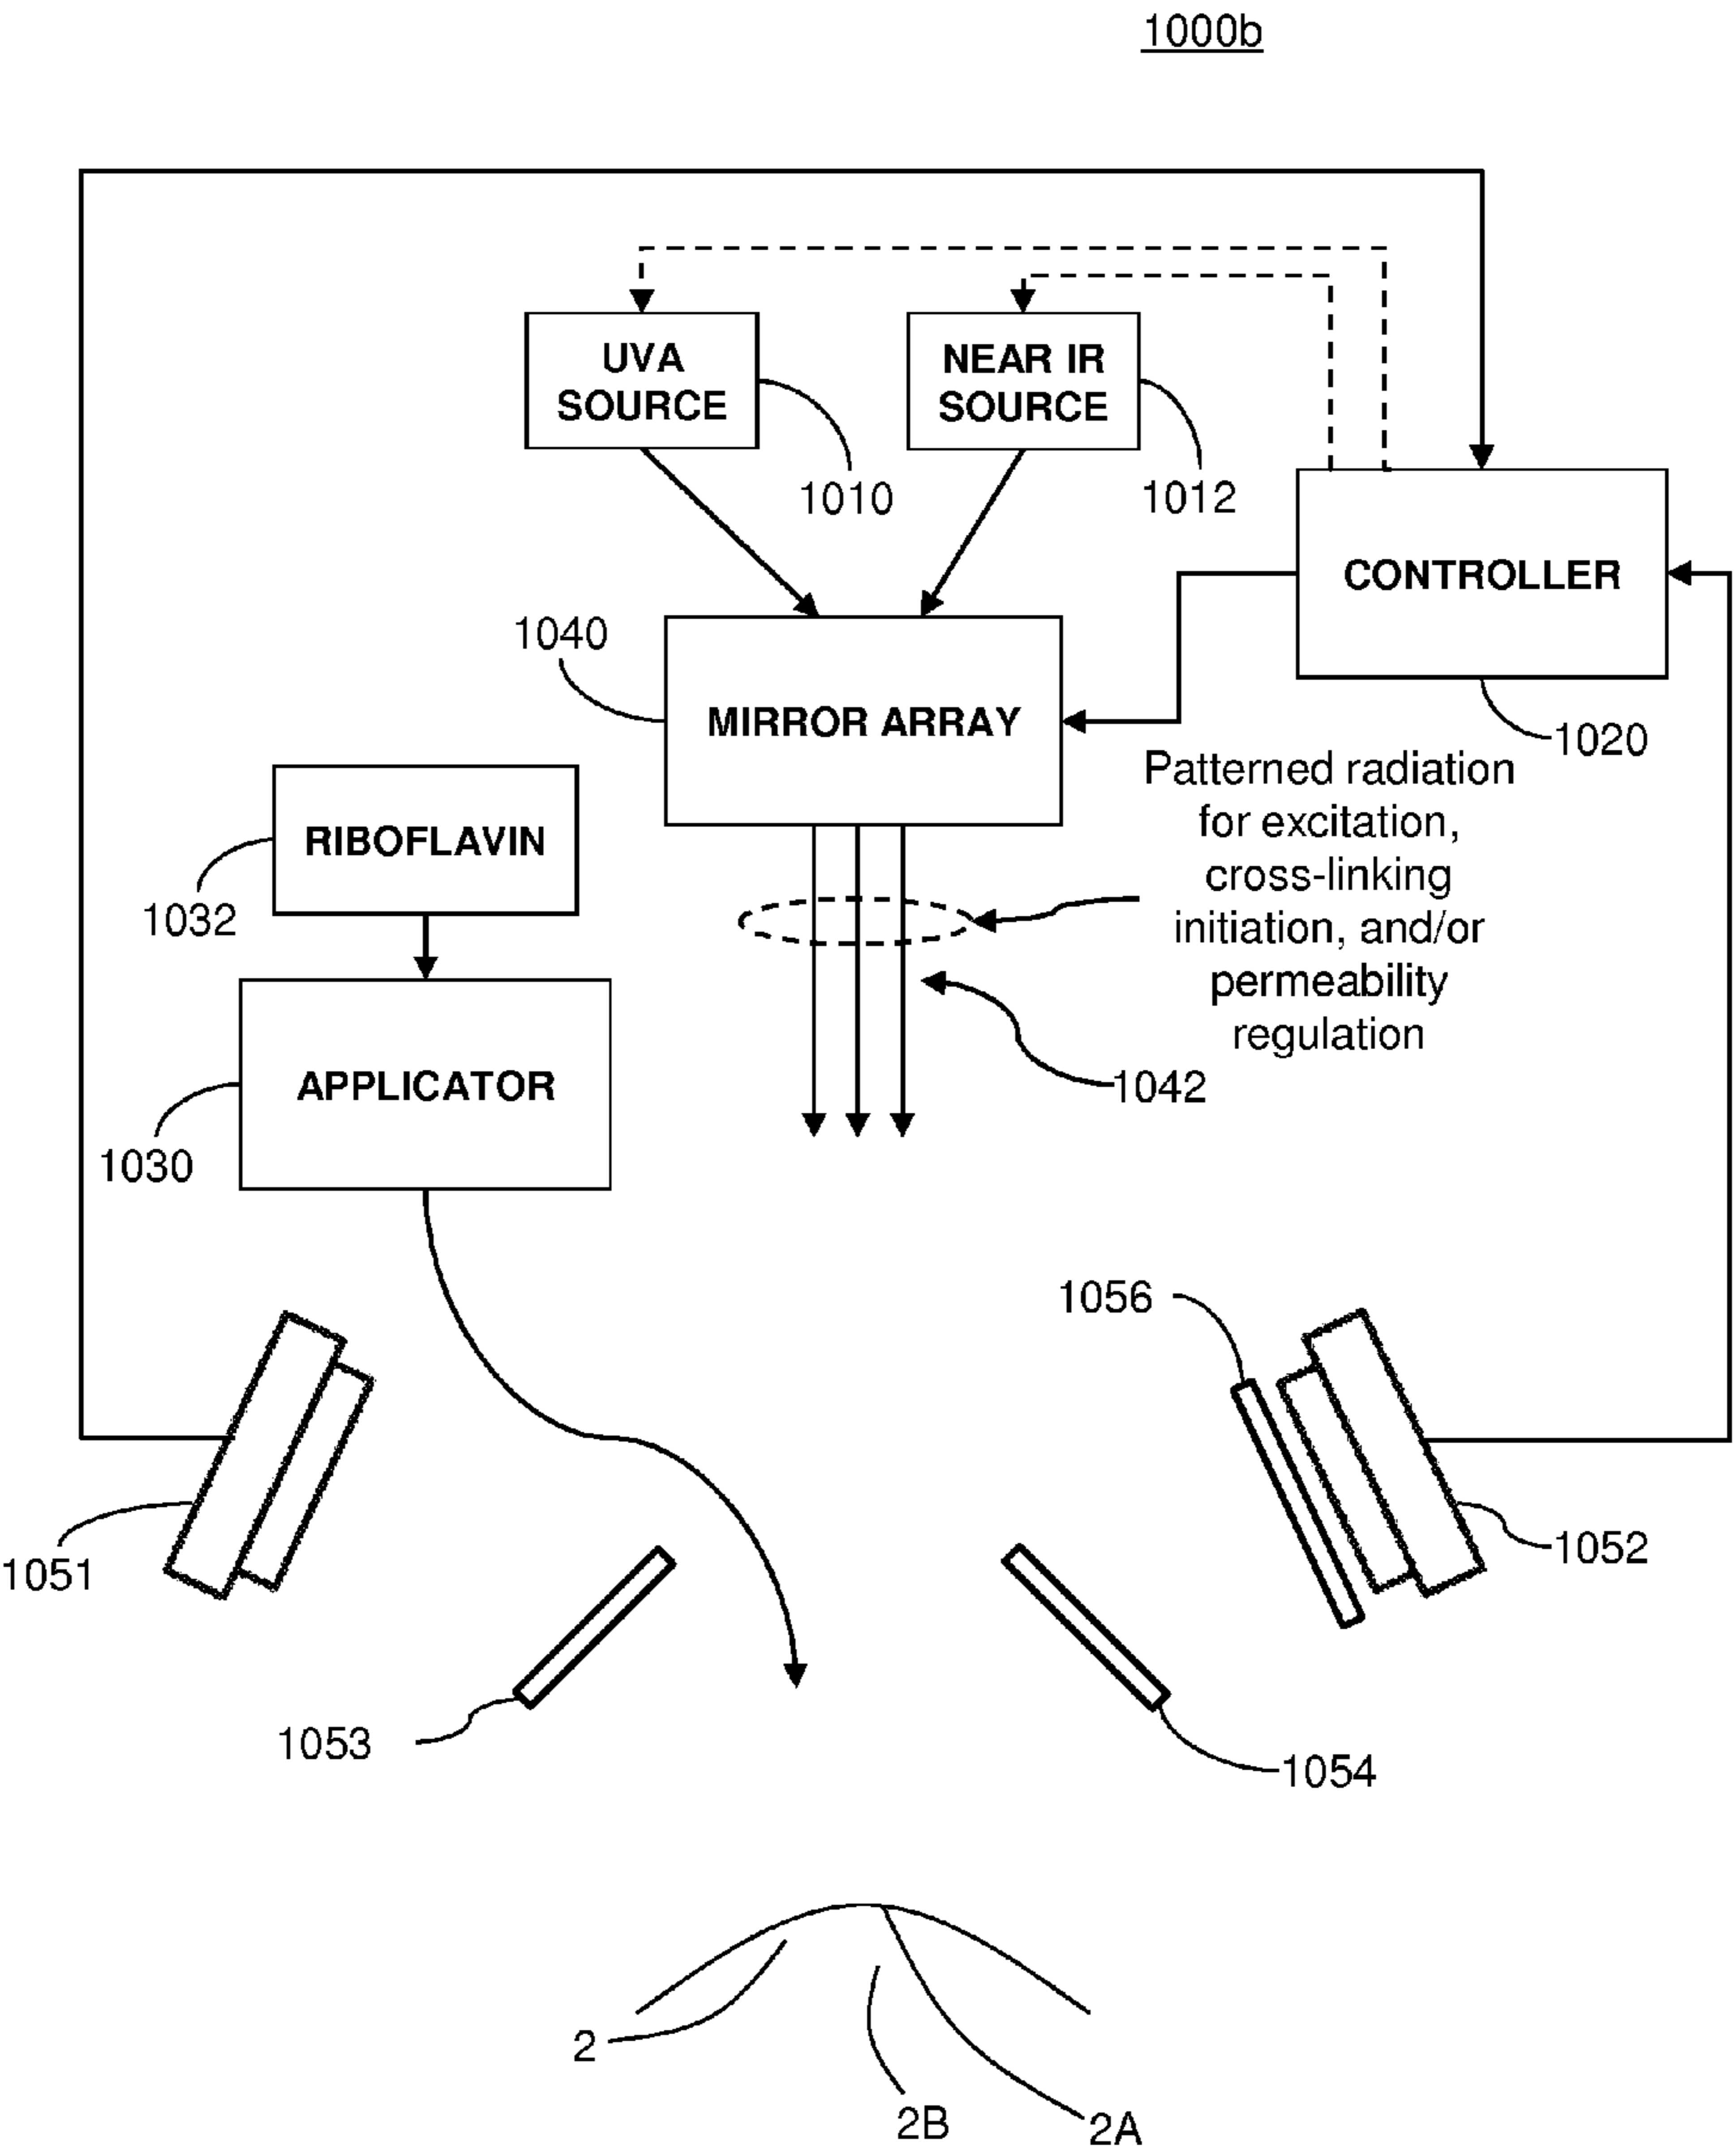 1000b
UVA
SOURCE
NEAR IR
SOURCE
1010
1012
CONTROLLER
1040
MIRROR ARRAY
1020
Patterned radiation
for excitation,
cross-linking
initiation, and/or
permeability
regulation
RIBOFLAVIN
1032
APPLICATOR
1042
1030
1056
1051
1052
1053
1054
2
2B
2A